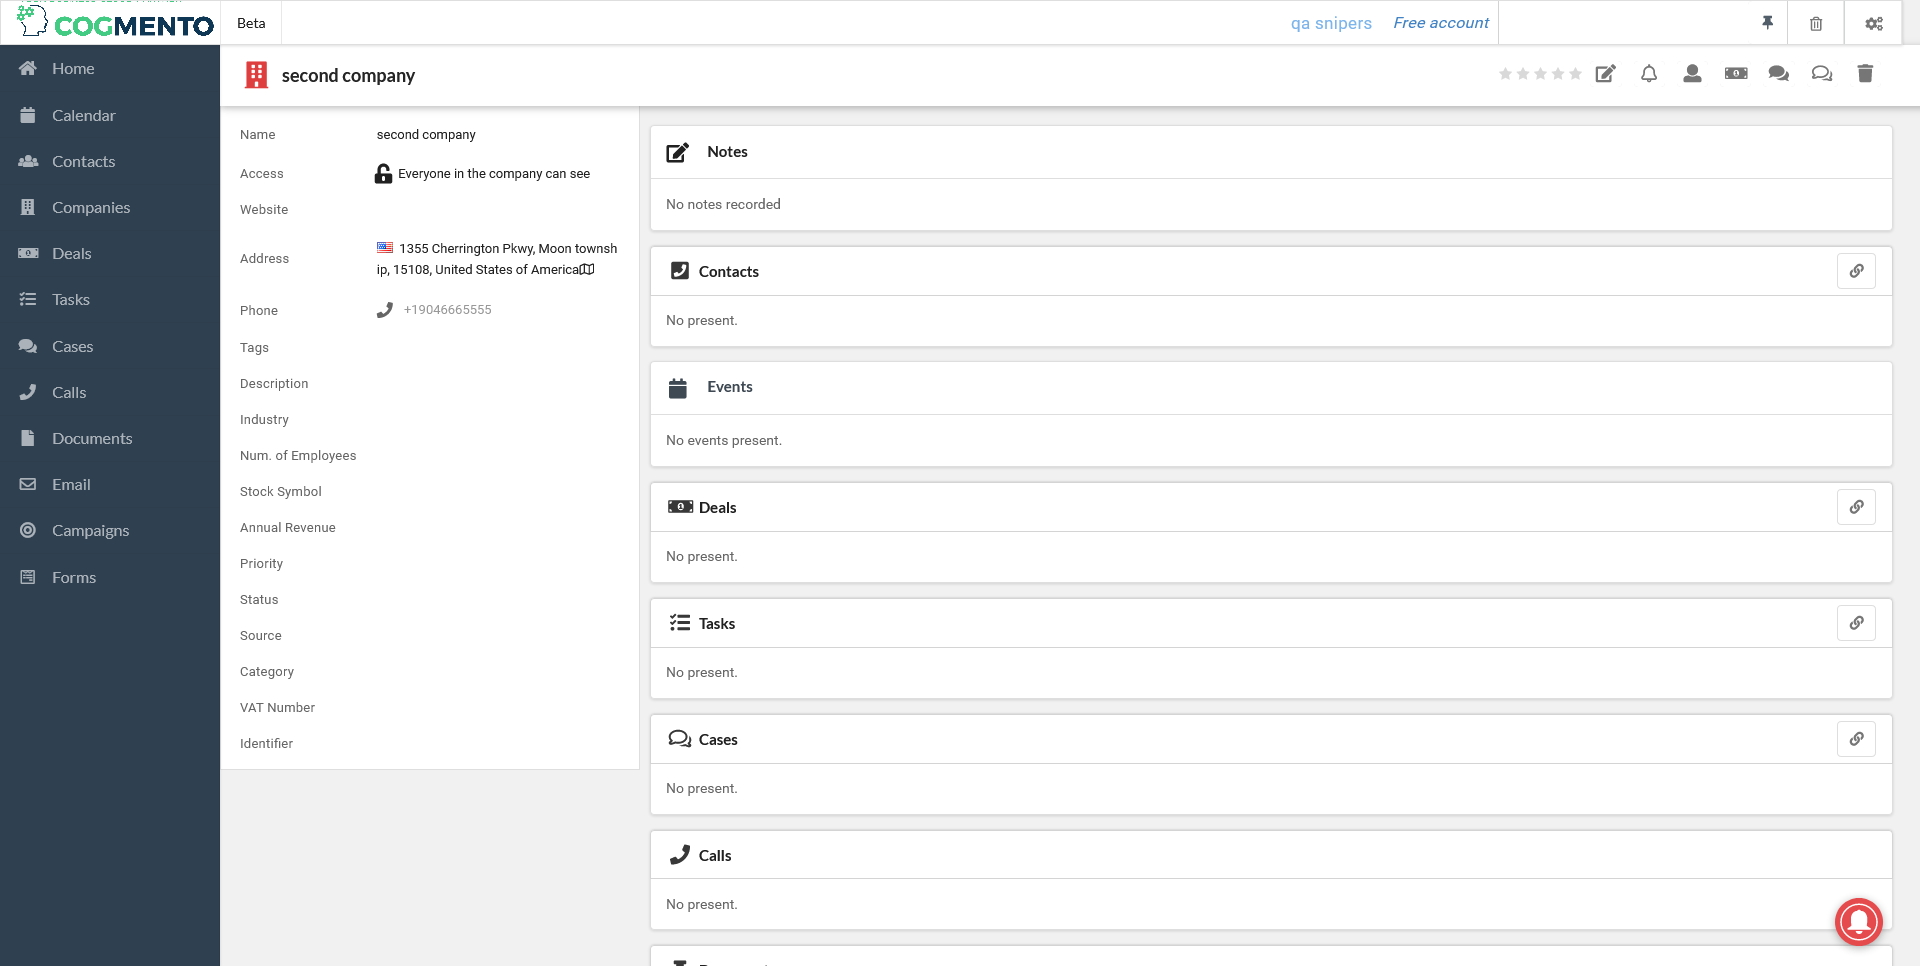 COGMENTO
Beta
qa snipers
Free account
Home
Calendar
Contacts
Companies
Deals
Tasks
Cases
Calls
Documents
Email
Campaigns
Forms
second company
Name
second company
Access
Everyone in the company can see
Website
Address
1355 Cherrington Pkwy, Moon townsh
ip, 15108, United States of America
Phone
+19046665555
Tags
Description
Industry
Num. of Employees
Stock Symbol
Annual Revenue
Priority
Status
Source
Category
VAT Number
Identifier
Notes
No notes recorded
Contacts
No present.
Events
No events present.
Deals
No present.
Tasks
No present.
Cases
No present.
Calls
No present.